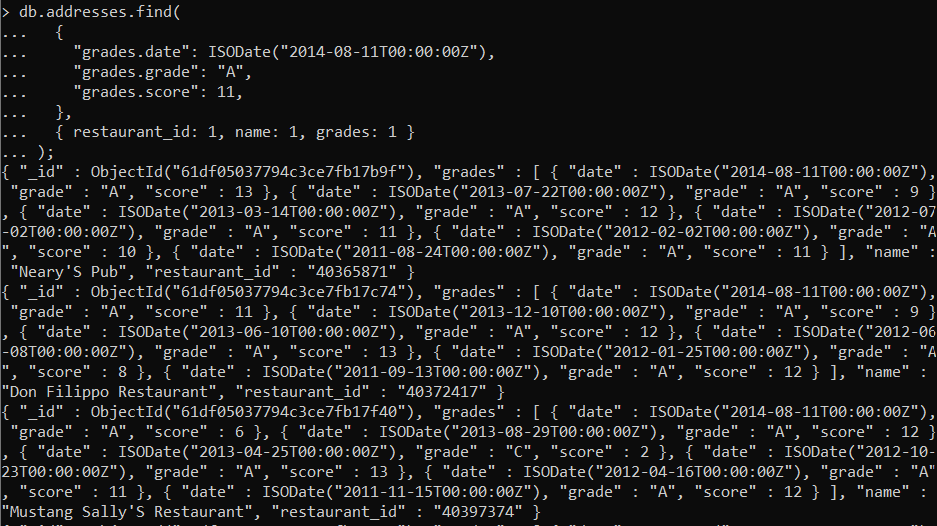 > db.addresses.find(
...   {
...     "grades.date": ISODate("2014-08-11T00:00:00Z"),
...     "grades.grade": "A",
...     "grades.score": 11,
...   },
...   { restaurant_id: 1, name: 1, grades: 1 }
... );
{ "_id" : ObjectId("61df05037794c3ce7fb17b9f"), "grades" : [ { "date" : ISODate("2014-08-11T00:00:00Z"),
"grade" : "A", "score" : 13 }, { "date" : ISODate("2013-07-22T00:00:00Z"), "grade" : "A", "score" : 9 }
, { "date" : ISODate("2013-03-14T00:00:00Z"), "grade" : "A", "score" : 12 }, { "date" : ISODate("2012-07
-02T00:00:00Z"), "grade" : "A", "score" : 11 }, { "date" : ISODate("2012-02-02T00:00:00Z"), "grade" : "A
", "score" : 10 }, { "date" : ISODate("2011-08-24T00:00:00Z"), "grade" : "A", "score" : 11 } ], "name" :
"Neary'S Pub", "restaurant_id" : "40365871" }
{ "_id" : ObjectId("61df05037794c3ce7fb17c74"), "grades" : [ { "date" : ISODate("2014-08-11T00:00:00Z"),
"grade" : "A", "score" : 11 }, { "date" : ISODate("2013-12-10T00:00:00Z"), "grade" : "A", "score" : 9 }
, { "date" : ISODate("2013-06-10T00:00:00Z"), "grade" : "A", "score" : 12 }, { "date" : ISODate("2012-06
-08T00:00:00Z"), "grade" : "A", "score" : 13 }, { "date" : ISODate("2012-01-25T00:00:00Z"), "grade" : "A
", "score" : 8 }, { "date" : ISODate("2011-09-13T00:00:00Z"), "grade" : "A", "score" : 12 } ], "name" :
"Don Filippo Restaurant", "restaurant_id" : "40372417" }
{ "_id" : ObjectId("61df05037794c3ce7fb17f40"), "grades" : [ { "date" : ISODate("2014-08-11T00:00:00Z"),
"grade" : "A", "score" : 6 }, { "date" : ISODate("2013-08-29T00:00:00Z"), "grade" : "A", "score" : 12 }
, { "date" : ISODate("2013-04-25T00:00:00Z"), "grade" : "C", "score" : 2 }, { "date" : ISODate("2012-10-
23T00:00:00Z"), "grade" : "A", "score" : 13 }, { "date" : ISODate("2012-04-16T00:00:00Z"), "grade" : "A"
, "score" : 11 }, { "date" : ISODate("2011-11-15T00:00:00Z"), "grade" : "A", "score" : 12 } ], "name" :
"Mustang Sally'S Restaurant", "restaurant_id" : "40397374" }